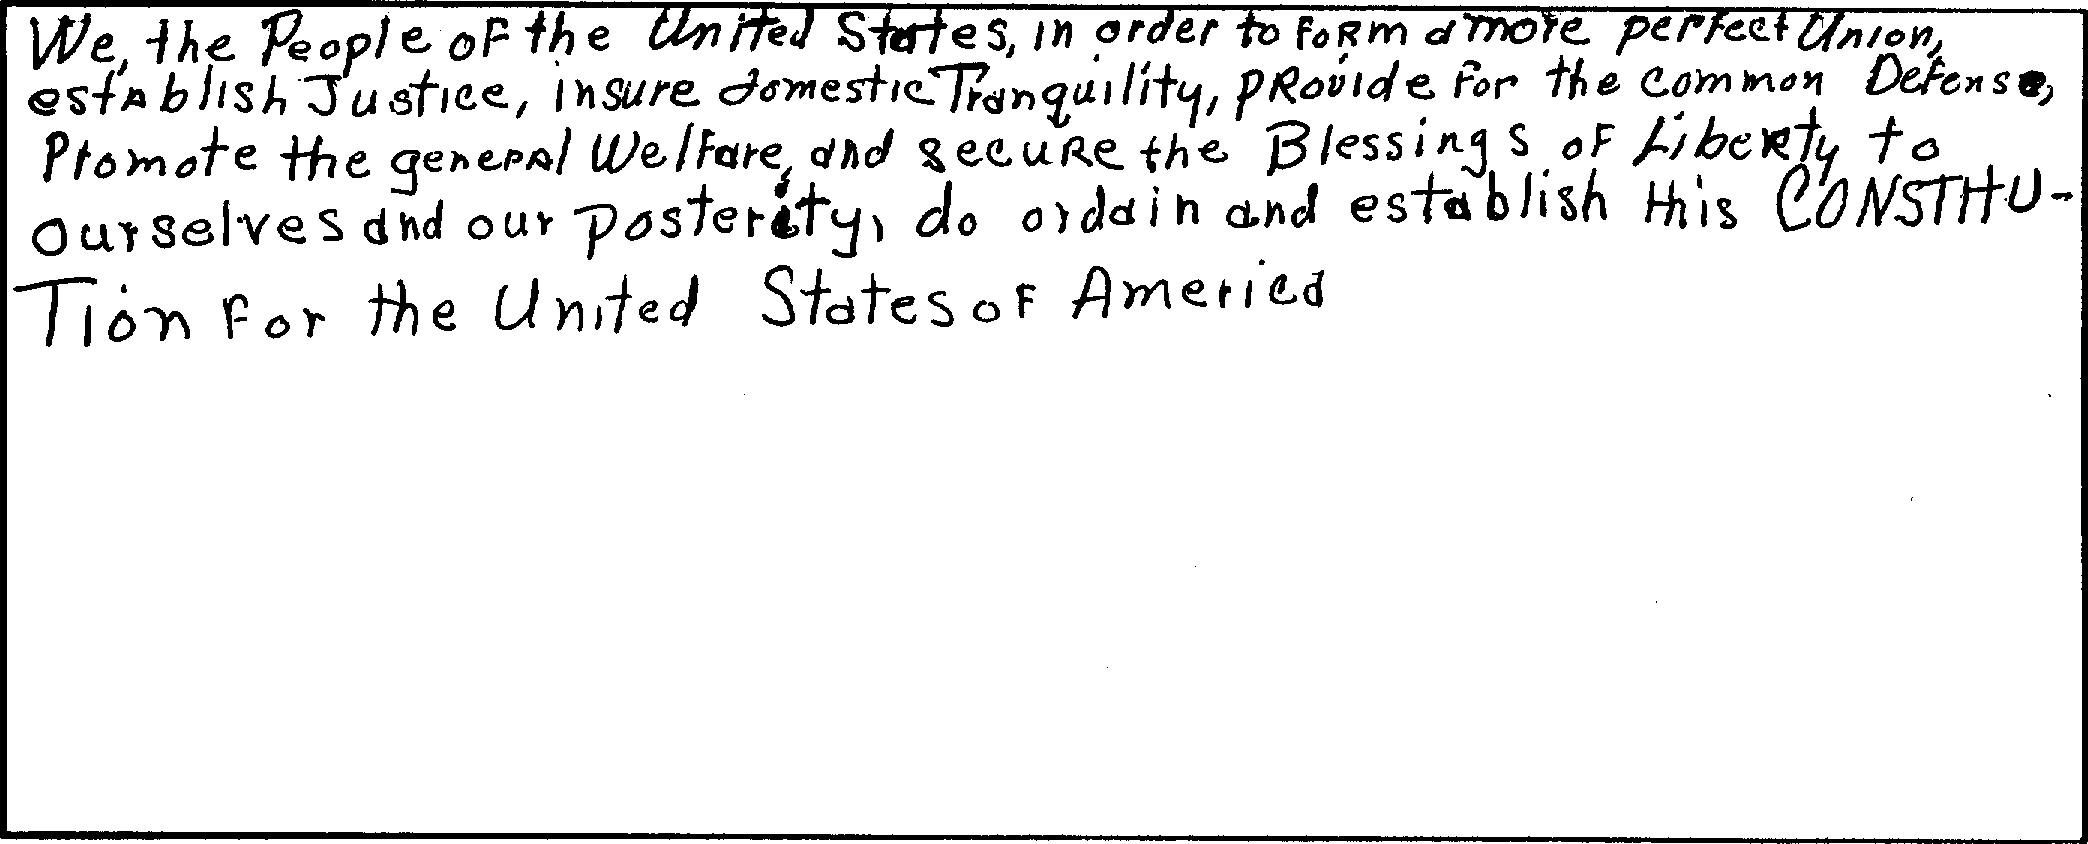 We, the People of the United States, in order to form a more perfect Union,
establish Justice, insure domestic Tranquility, provide for the common Defense,
Promote the general Welfare, and secure the Blessings of Liberty to
ourselves and our posterity, do ordain and establish this CONSTITU-
Tion for the United States of America